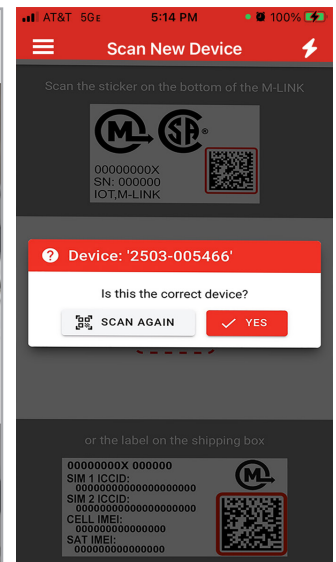 AT&T 5GE 5:14 PM 100%
Scan New Device
Scan the sticker on the bottom of the M-LINK
00000000X
SN: 000000
IOT,M-LINK
Device: '2503-005466'
Is this the correct device?
SCAN AGAIN YES
or the label on the shipping box
00000000X 000000
SIM 1 ICCID:
00000000000000000000
SIM 2 ICCID:
00000000000000000000
CELL IMEI:
000000000000000
SAT IMEI:
000000000000000